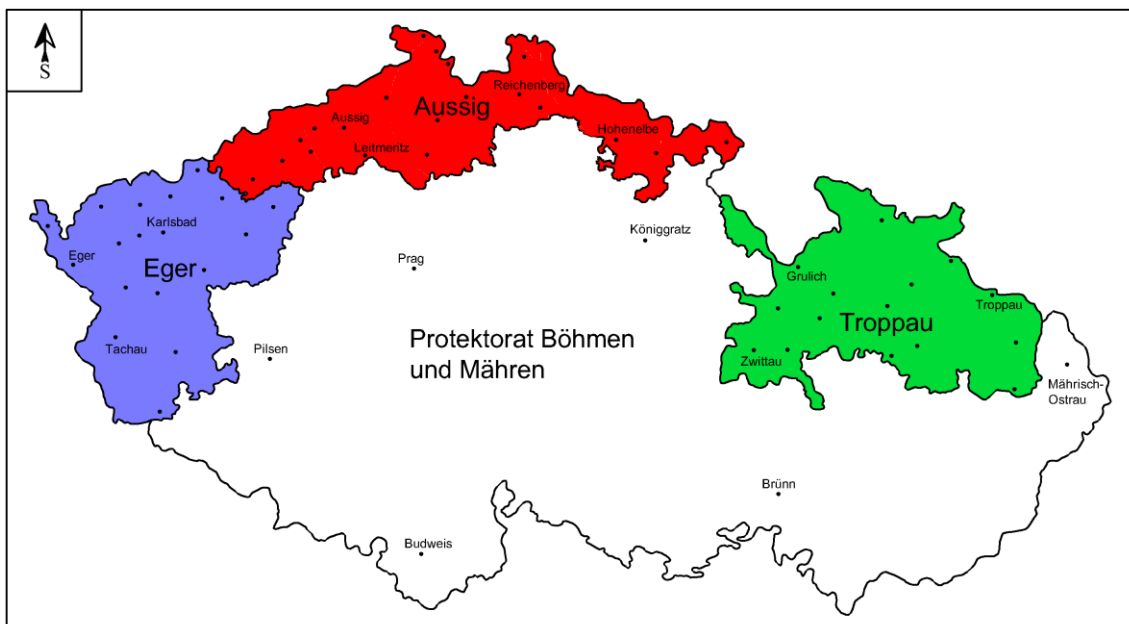 S
Reichenberg
Aussig
Aussig
Hohenelbe
Leitmeritz
Karlsbad
Königgratz
Eger
Eger
Prag
Grulich
Troppau
Troppau
Protektorat Böhmen
und Mähren
Tachau
Pilsen
Zwittau
Mährisch-
Ostrau
Brünn
Budweis